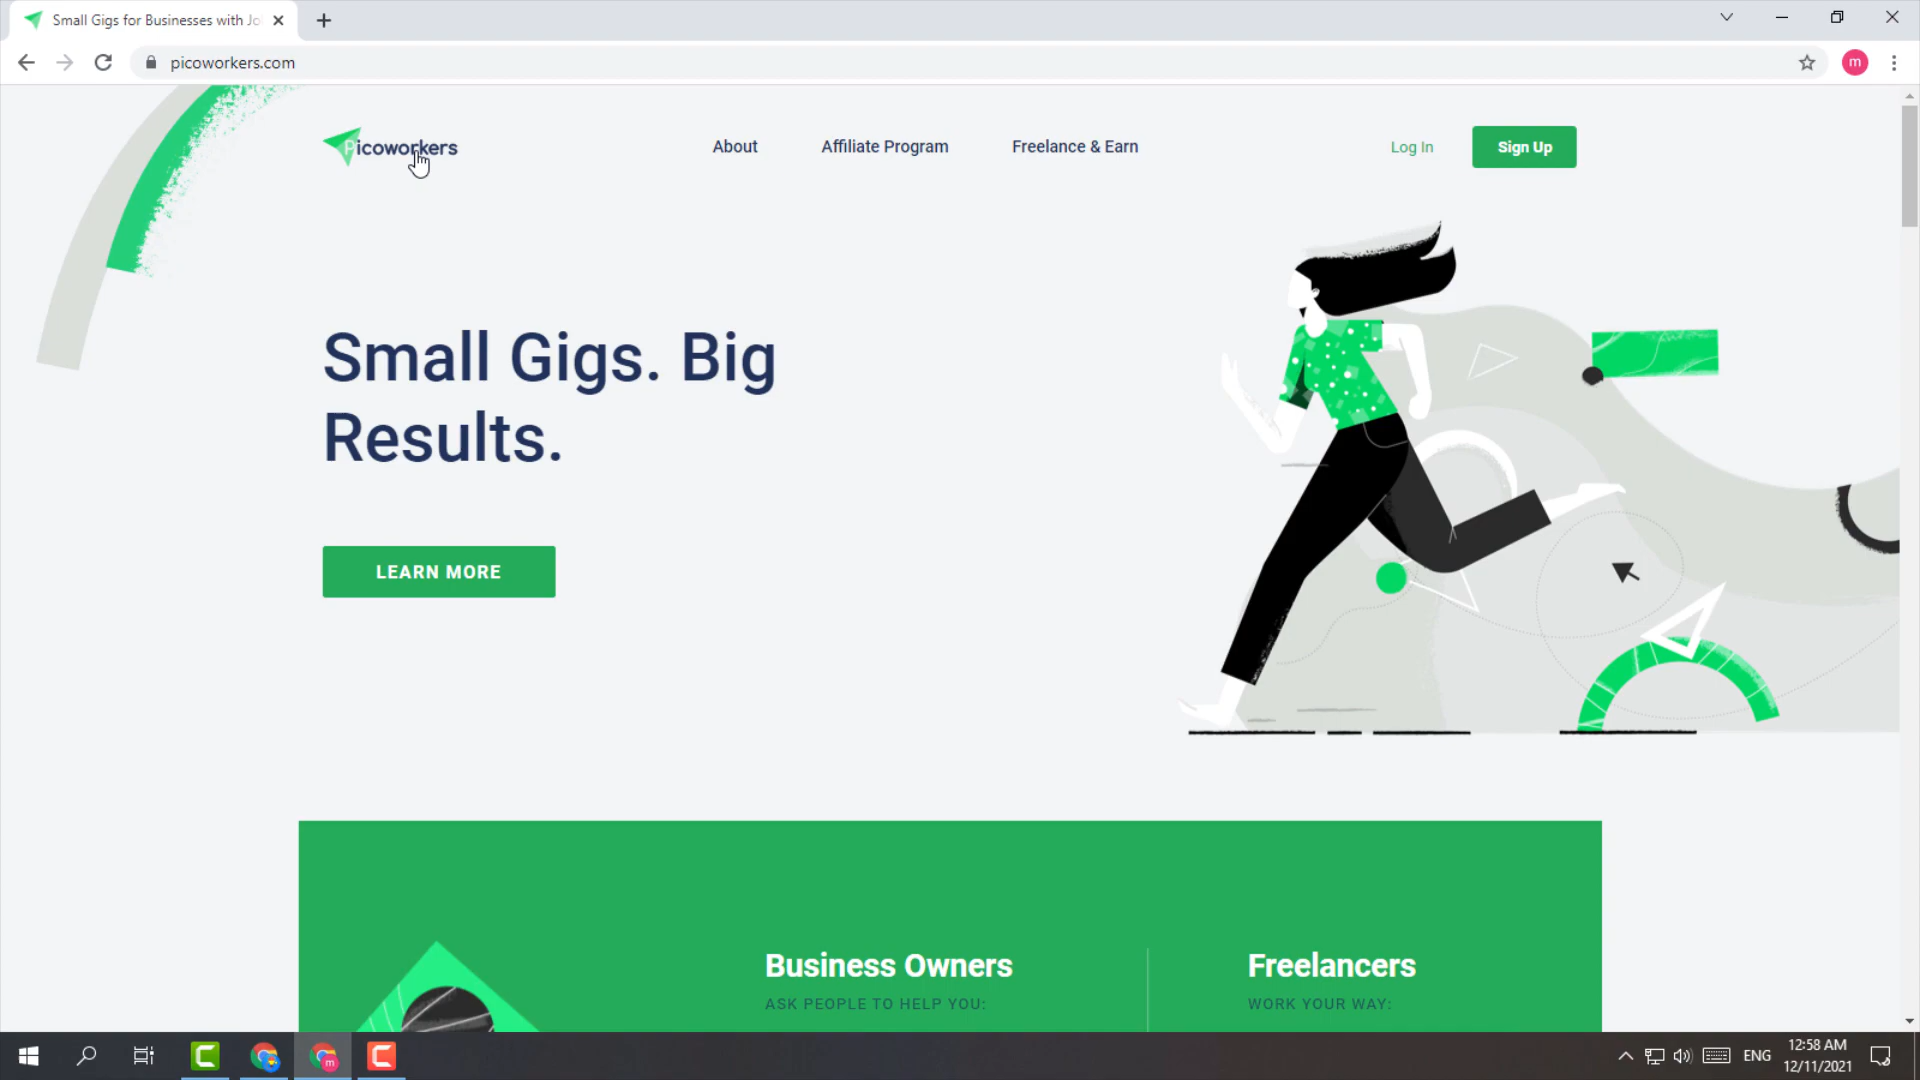 Small Gigs for Businesses with Jo
picoworkers.com
m
picoworkers
About
Affiliate Program
Freelance & Earn
Log In
Sign Up
Small Gigs. Big
Results.
LEARN MORE
Business Owners
ASK PEOPLE TO HELP YOU:
Freelancers
WORK YOUR WAY:
ENG
12:58 AM
12/11/2021